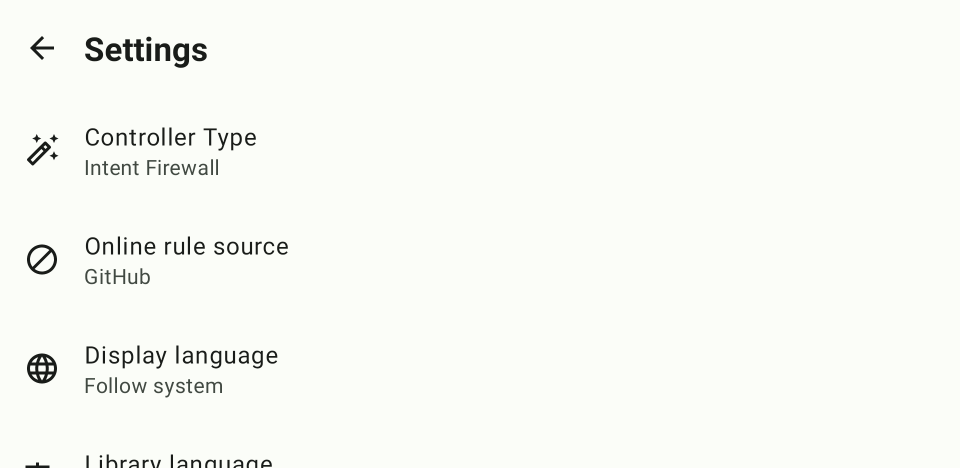 Settings
Controller Type
Intent Firewall
Online rule source
GitHub
Display language
Follow system
Library language